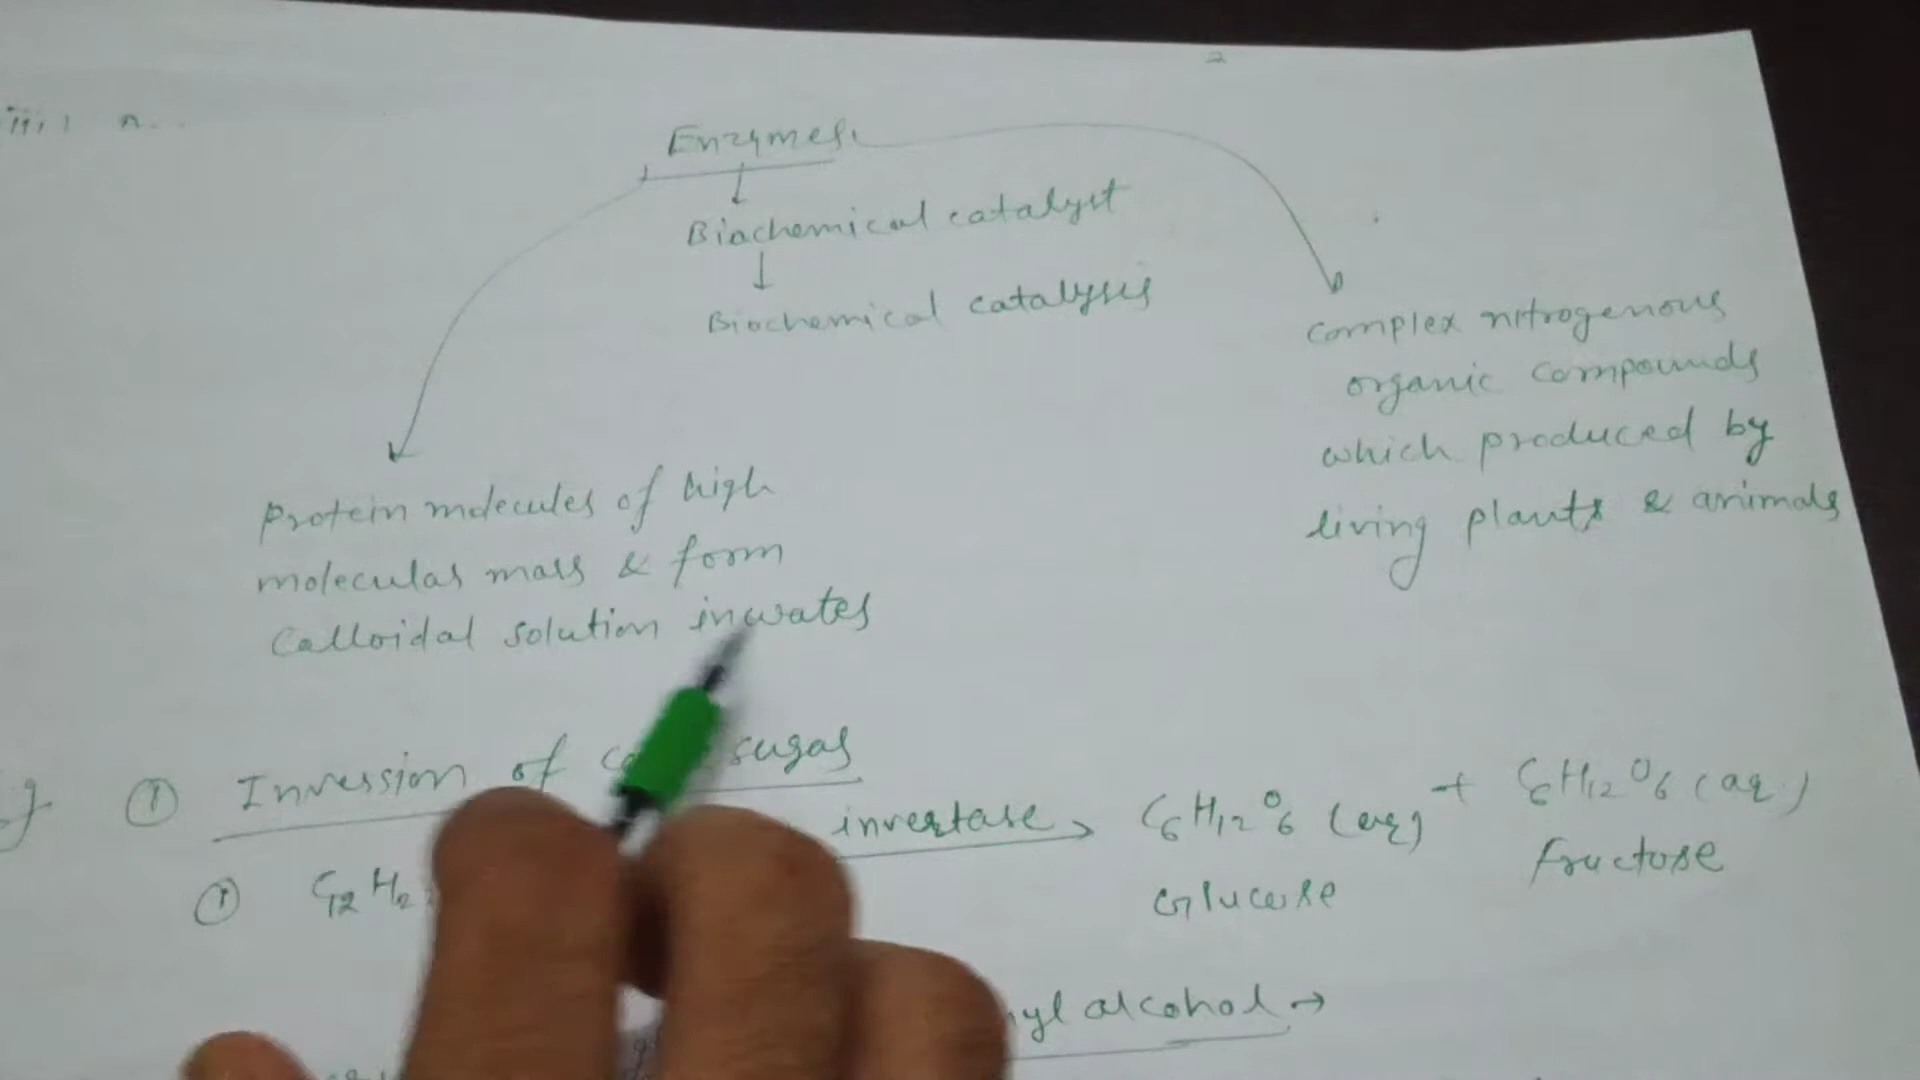 Enzymes
Biochemical catalyst
Biochemical catalysis
complex nitrogenous
organic compounds
which produced by
living plants & animals
Protein molecules of high
molecular mass & form
Calloidal solution in water
① Inversion of sugar
invertase → C6H12O6 (aq) + C6H12O6 (aq)
Glucose fructose
① C12H2
alcohol →